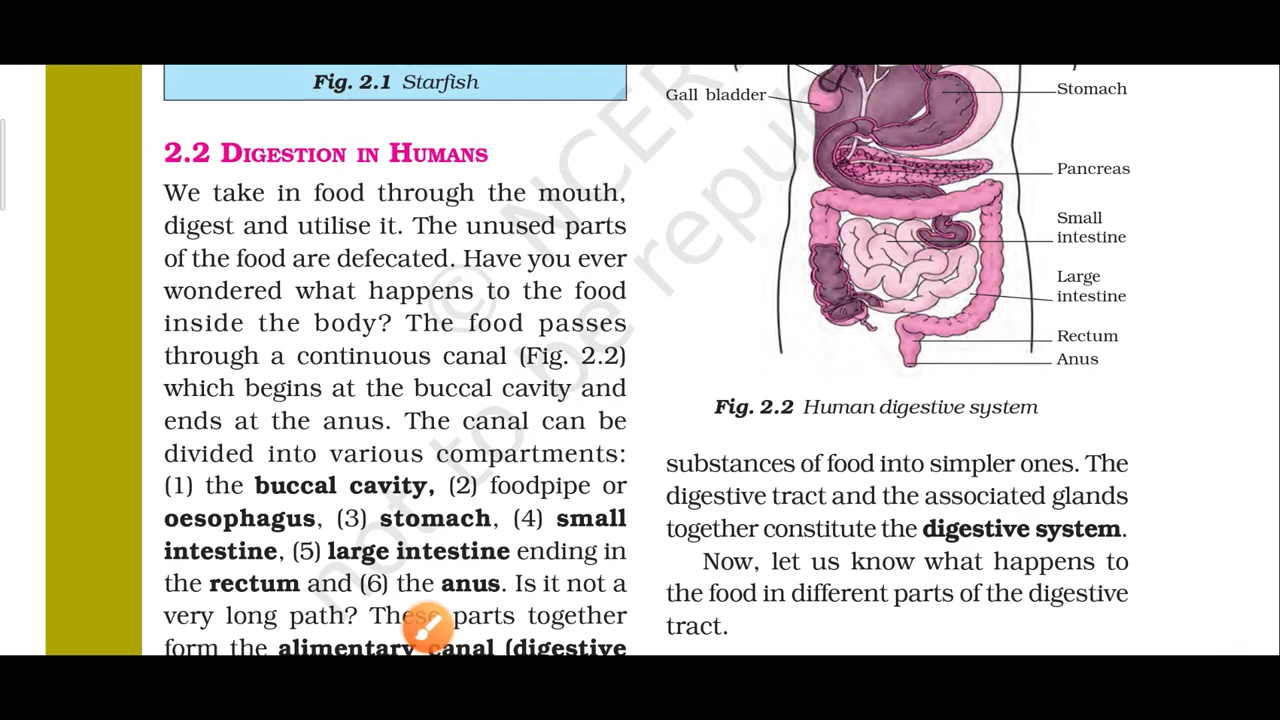 Fig. 2.1 Starfish
2.2 DIGESTION IN HUMANS
We take in food through the mouth,
digest and utilise it. The unused parts
of the food are defecated. Have you ever
wondered what happens to the food
inside the body? The food passes
through a continuous canal (Fig. 2.2)
which begins at the buccal cavity and
ends at the anus. The canal can be
divided into various compartments:
(1) the buccal cavity, (2) foodpipe or
oesophagus, (3) stomach, (4) small
intestine, (5) large intestine ending in
the rectum and (6) the anus. Is it not a
very long path? These parts together
form the alimentary canal (digestive
Gall bladder
Stomach
Pancreas
Small
intestine
Large
intestine
Rectum
Anus
Fig. 2.2 Human digestive system
substances of food into simpler ones. The
digestive tract and the associated glands
together constitute the digestive system.
Now, let us know what happens to
the food in different parts of the digestive
tract.
© NCER
not to be repu